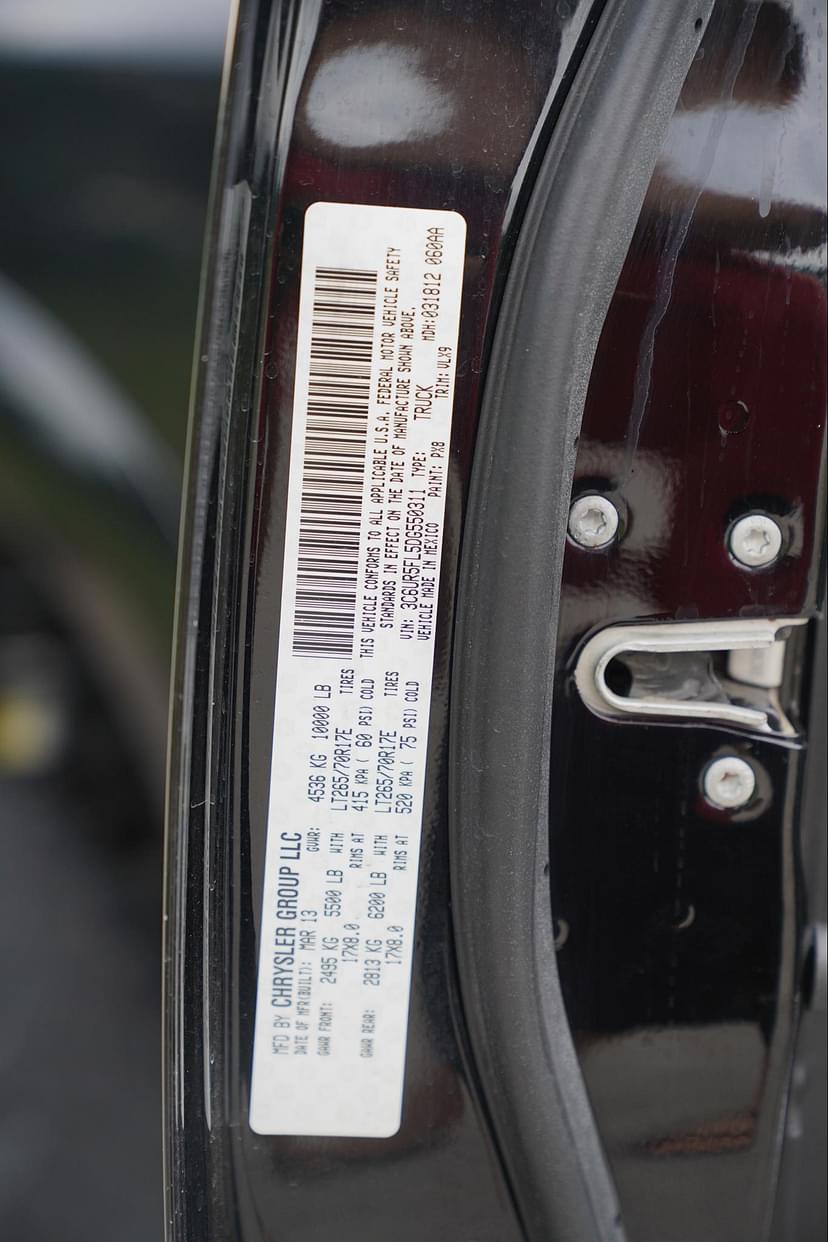 MFD BY CHRYSLER GROUP LLC
DATE OF MFR(BUILT): MAR 13 GVWR: 4536 KG 10000 LB
GAWR FRONT: 2495 KG 5500 LB WITH LT265/70R17E TIRES
17X8.0 RIMS AT 415 KPA ( 60 PSI) COLD
GAWR REAR: 2813 KG 6200 LB WITH LT265/70R17E TIRES
17X8.0 RIMS AT 520 KPA ( 75 PSI) COLD
THIS VEHICLE CONFORMS TO ALL APPLICABLE U.S.A. FEDERAL MOTOR VEHICLE SAFETY
STANDARDS IN EFFECT ON THE DATE OF MANUFACTURE SHOWN ABOVE.
VIN: 3C6UR5FL5DG550311 TYPE: TRUCK MDH:031812 060AA
VEHICLE MADE IN MEXICO PAINT: PX8 TRIM: VLX9